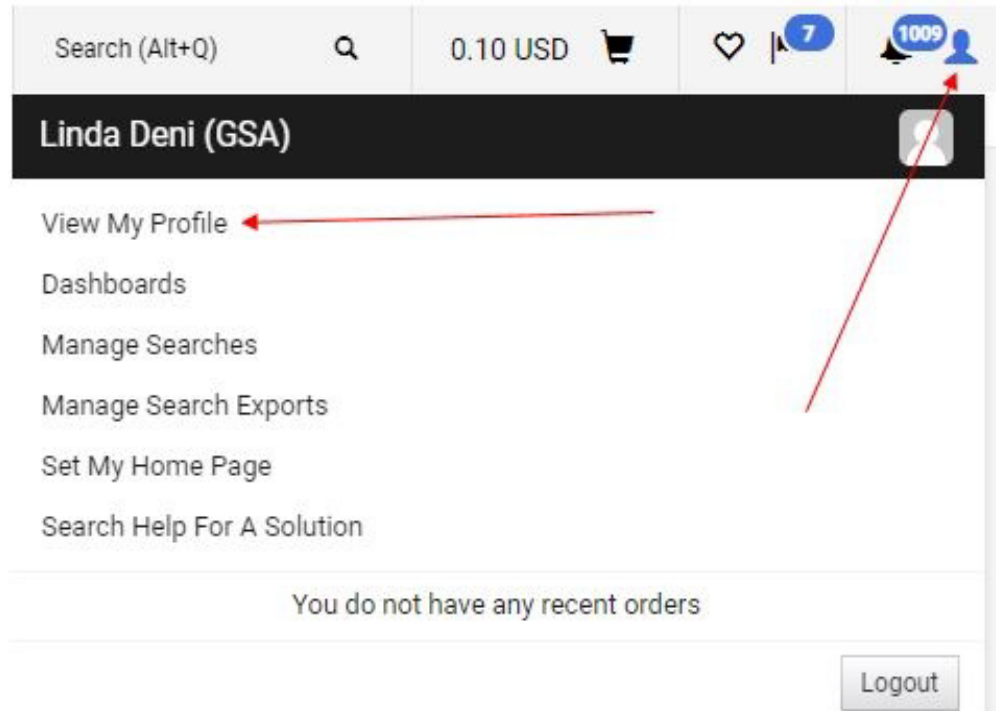 Search (Alt+Q) 0.10 USD 7 1009
Linda Deni (GSA)
View My Profile
Dashboards
Manage Searches
Manage Search Exports
Set My Home Page
Search Help For A Solution
You do not have any recent orders
Logout